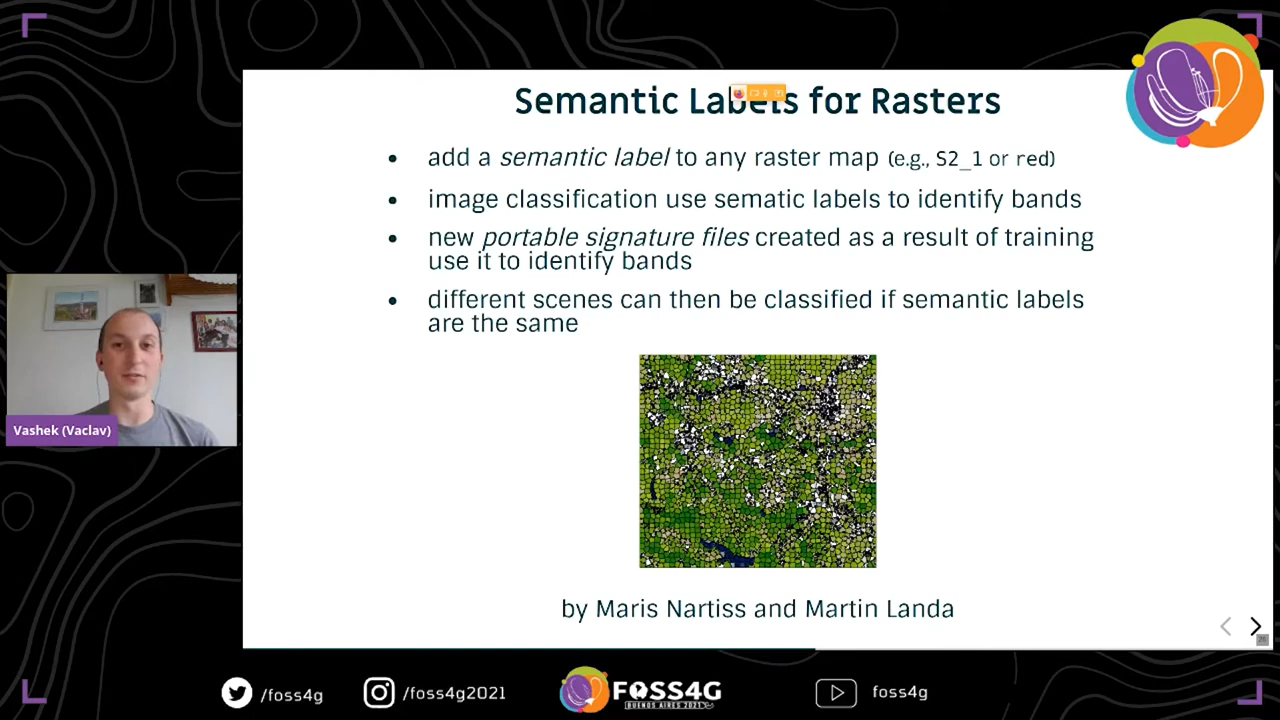 Semantic Labels for Rasters
add a semantic label to any raster map (e.g., S2_1 or red)
image classification use sematic labels to identify bands
new portable signature files created as a result of training
use it to identify bands
different scenes can then be classified if semantic labels
are the same
by Maris Nartiss and Martin Landa
Vashek (Vaclav)
/foss4g
/foss4g2021
FOSS4G
BUENOS AIRES 2021
foss4g